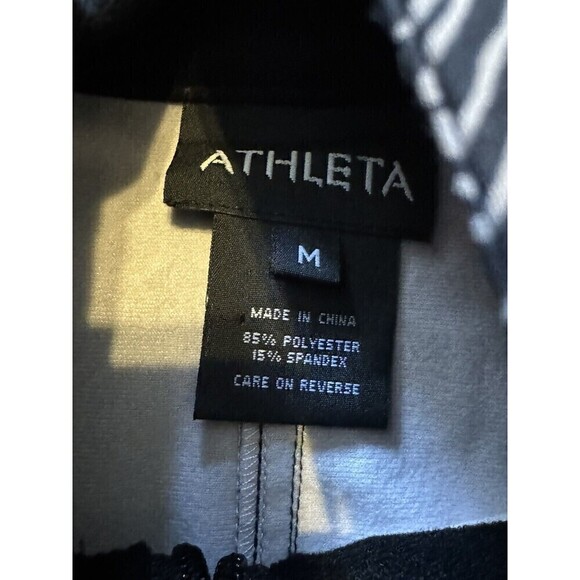 ATHLETA
M
MADE IN CHINA
85% POLYESTER
15% SPANDEX
CARE ON REVERSE